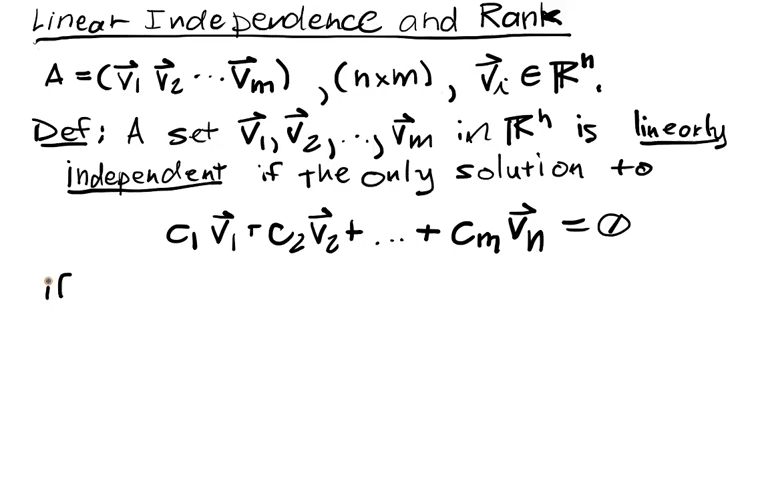 Linear Independence and Rank
A = (v⃗₁ v⃗₂ ⋯ v⃗ₘ) , (n×m) , v⃗ᵢ ∈ ℝⁿ.
Def: A set v⃗₁, v⃗₂, ..., v⃗ₘ in ℝⁿ is linearly
independent if the only solution to
c₁ v⃗₁ + c₂ v⃗₂ + ... + cₘ v⃗ₙ = 0
if